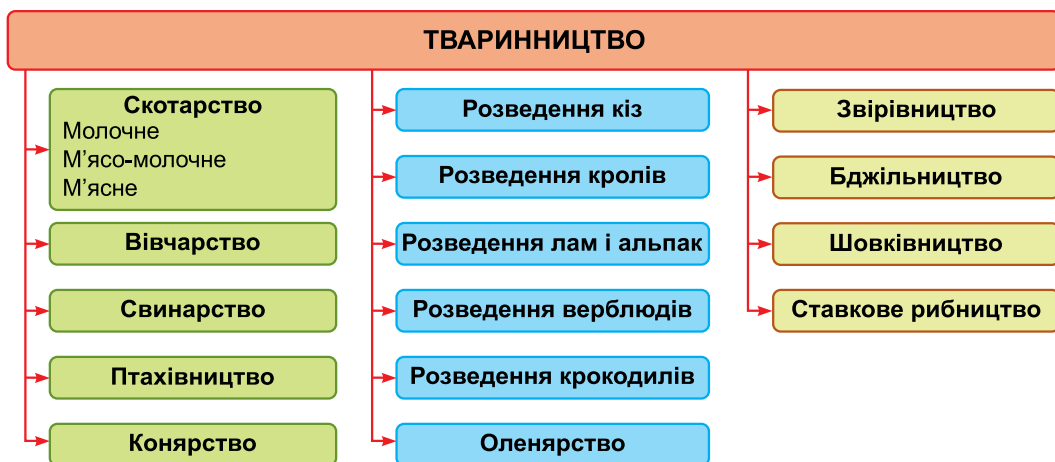 ТВАРИННИЦТВО
Скотарство
Молочне
М’ясо-молочне
М’ясне
Вівчарство
Свинарство
Птахівництво
Конярство
Розведення кіз
Розведення кролів
Розведення лам і альпак
Розведення верблюдів
Розведення крокодилів
Оленярство
Звірівництво
Бджільництво
Шовківництво
Ставкове рибництво